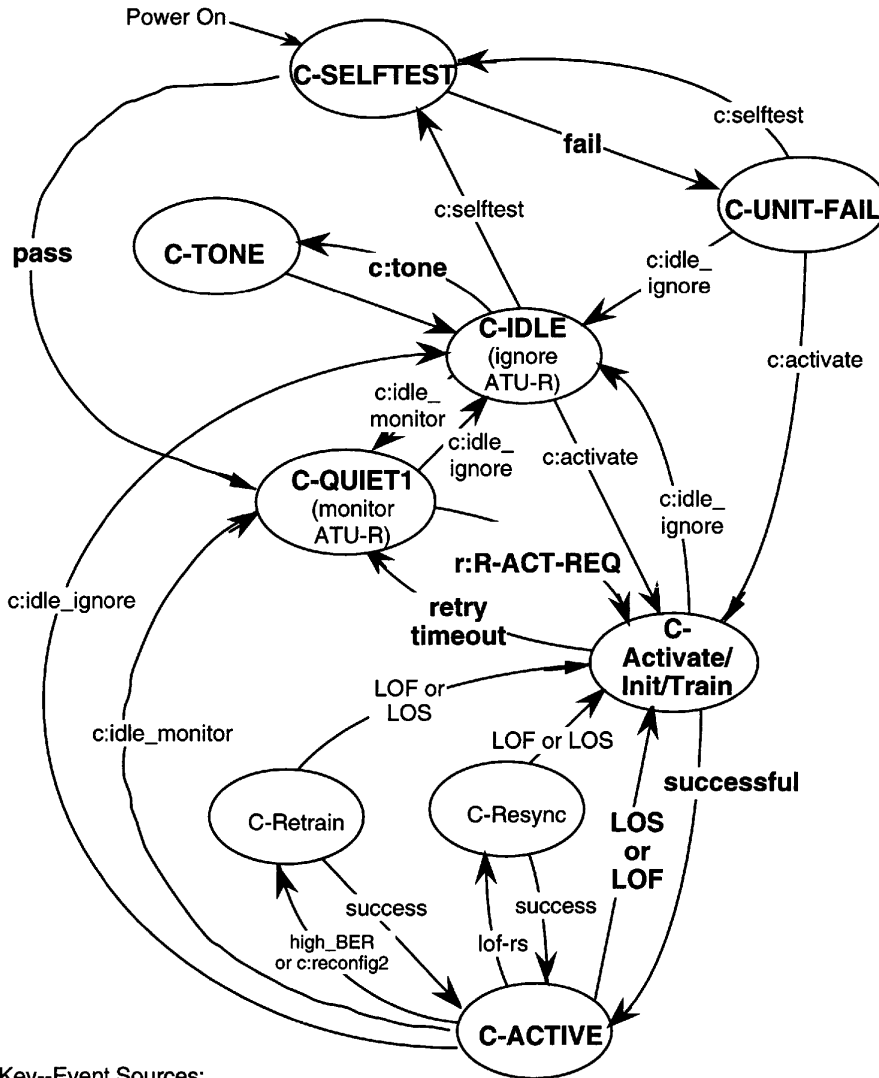 Power On
C-SELFTEST
c:selftest
fail
C-UNIT-FAIL
c:selftest
pass
C-TONE
c:tone
c:idle_
ignore
C-IDLE
(ignore
ATU-R)
c:activate
c:idle_
monitor
c:idle_
ignore
c:activate
C-QUIET1
(monitor
ATU-R)
c:idle_
ignore
r:R-ACT-REQ
c:idle_ignore
retry
timeout
C-
Activate/
Init/Train
LOF or
LOS
c:idle_monitor
LOF or LOS
successful
C-Retrain
C-Resync
LOS
or
LOF
success
success
high_BER
or c:reconfig2
lof-rs
C-ACTIVE
Key--Event Sources: